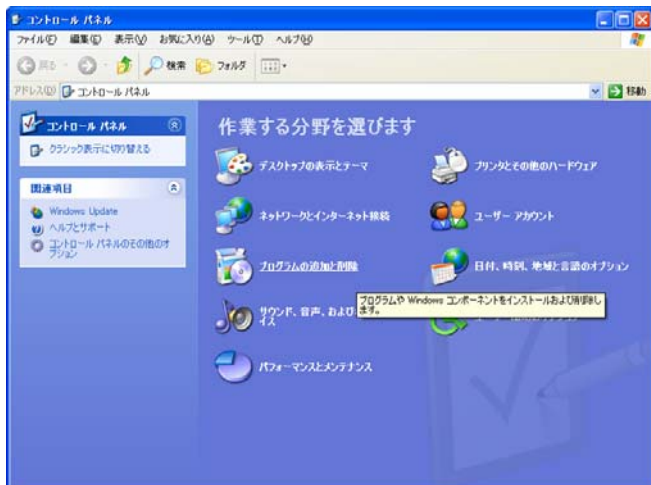 コントロール パネル
ファイル(F) 編集(E) 表示(V) お気に入り(A) ツール(T) ヘルプ(H)
戻る 検索 フォルダ
アドレス(D) コントロール パネル 移動
コントロール パネル
クラシック表示に切り替える
関連項目
Windows Update
ヘルプとサポート
コントロール パネルのその他のオ
プション
作業する分野を選びます
デスクトップの表示とテーマ
プリンタとその他のハードウェア
ネットワークとインターネット接続
ユーザー アカウント
プログラムの追加と削除
日付、時刻、地域と言語のオプション
プログラムや Windows コンポーネントをインストールおよび削除しま
す。
サウンド、音声、および
イス
パフォーマンスとメンテナンス